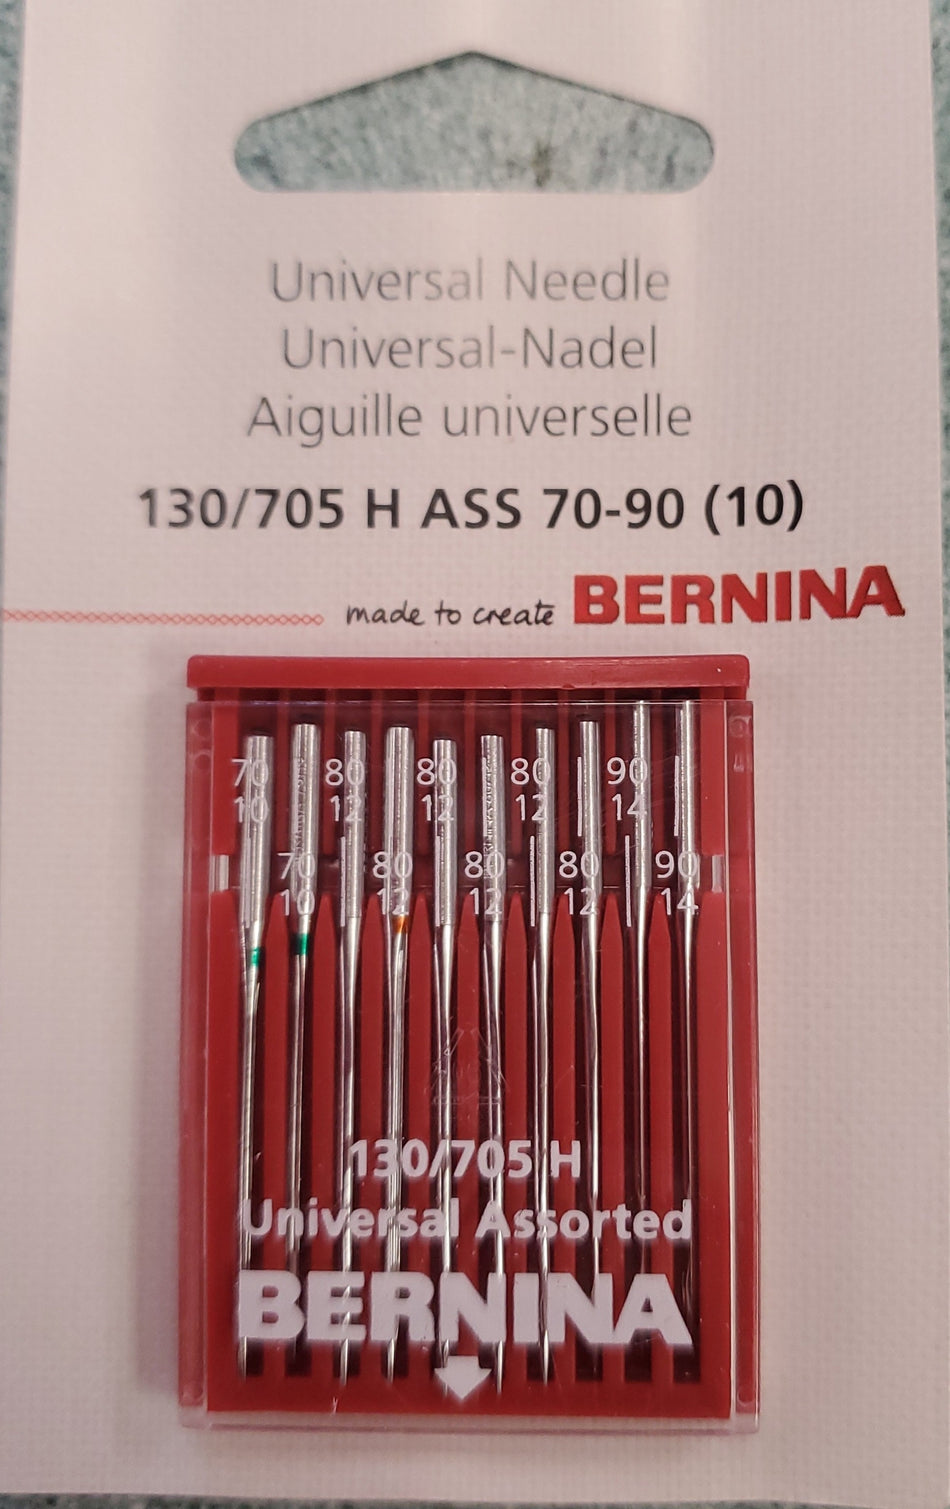 Universal Needle
Universal-Nadel
Aiguille universelle
130/705 H ASS 70-90 (10)
made to create BERNINA
70 80 80 80 90
10 12 12 12 14
70 80 80 80 90
10 12 12 12 14
130/705 H
Universal Assorted
BERNINA